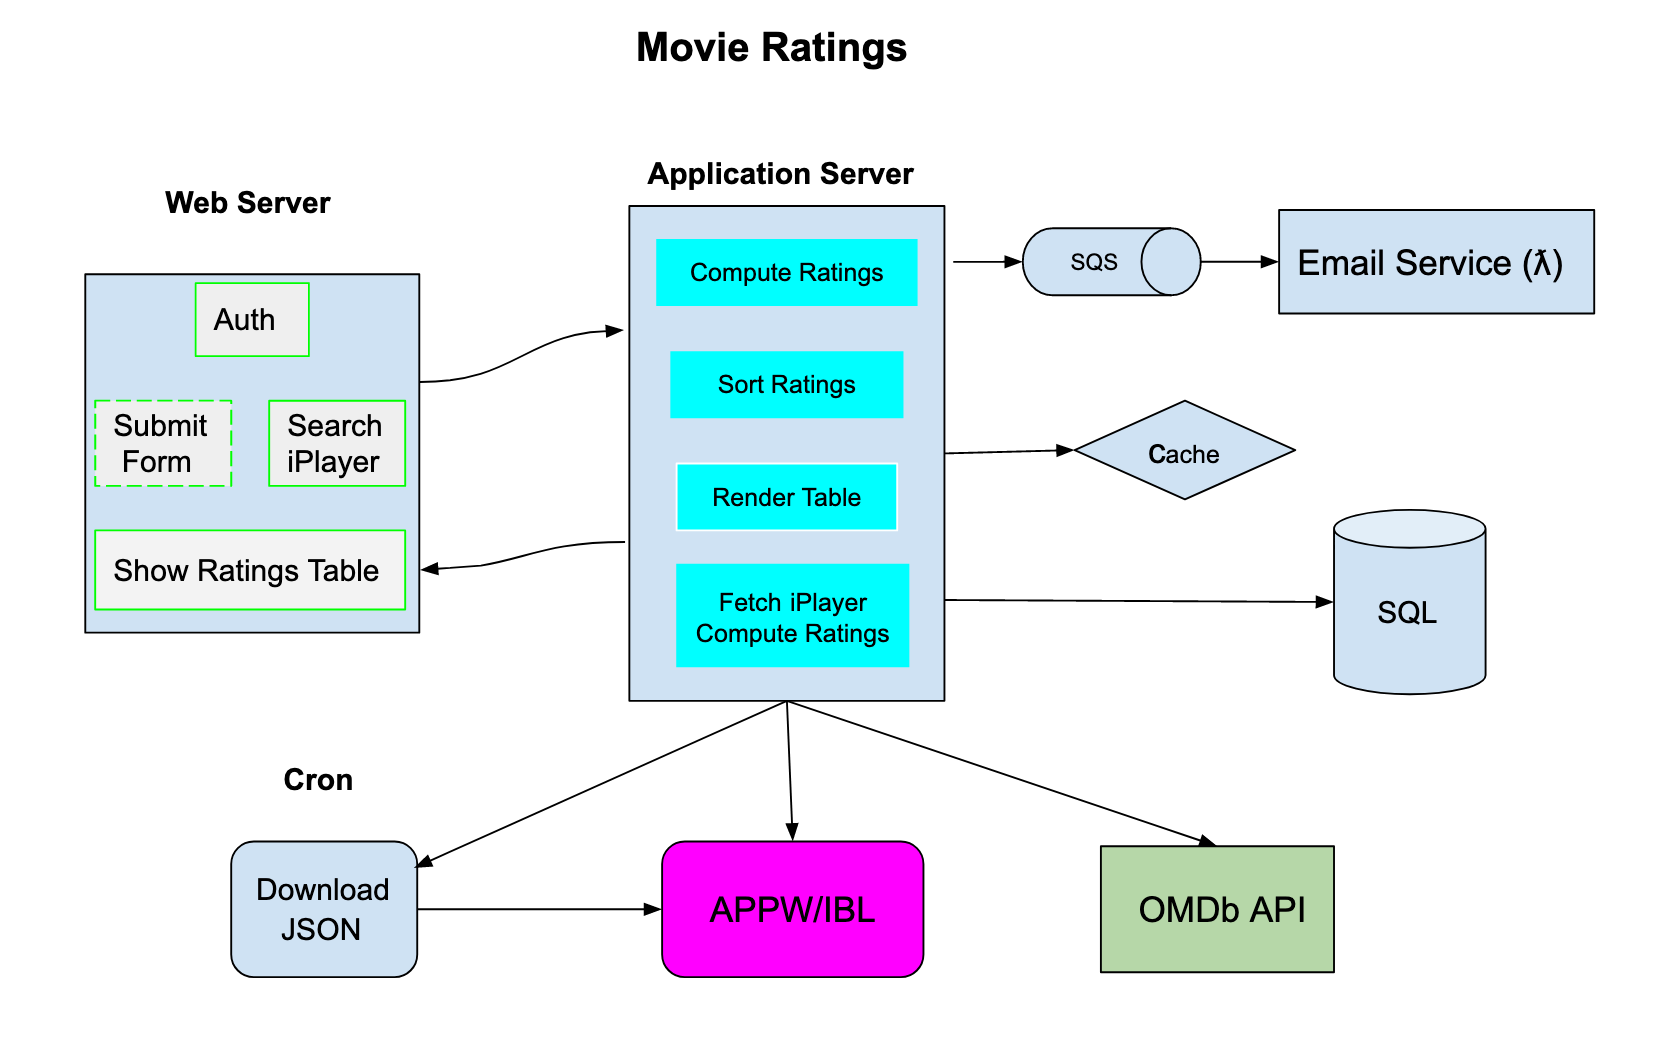 Movie Ratings
Web Server
Auth
Submit
Form
Search
iPlayer
Show Ratings Table
Application Server
Compute Ratings
Sort Ratings
Render Table
Fetch iPlayer
Compute Ratings
SQS
Email Service (ƛ)
Cache
SQL
Cron
Download
JSON
APPW/IBL
OMDb API